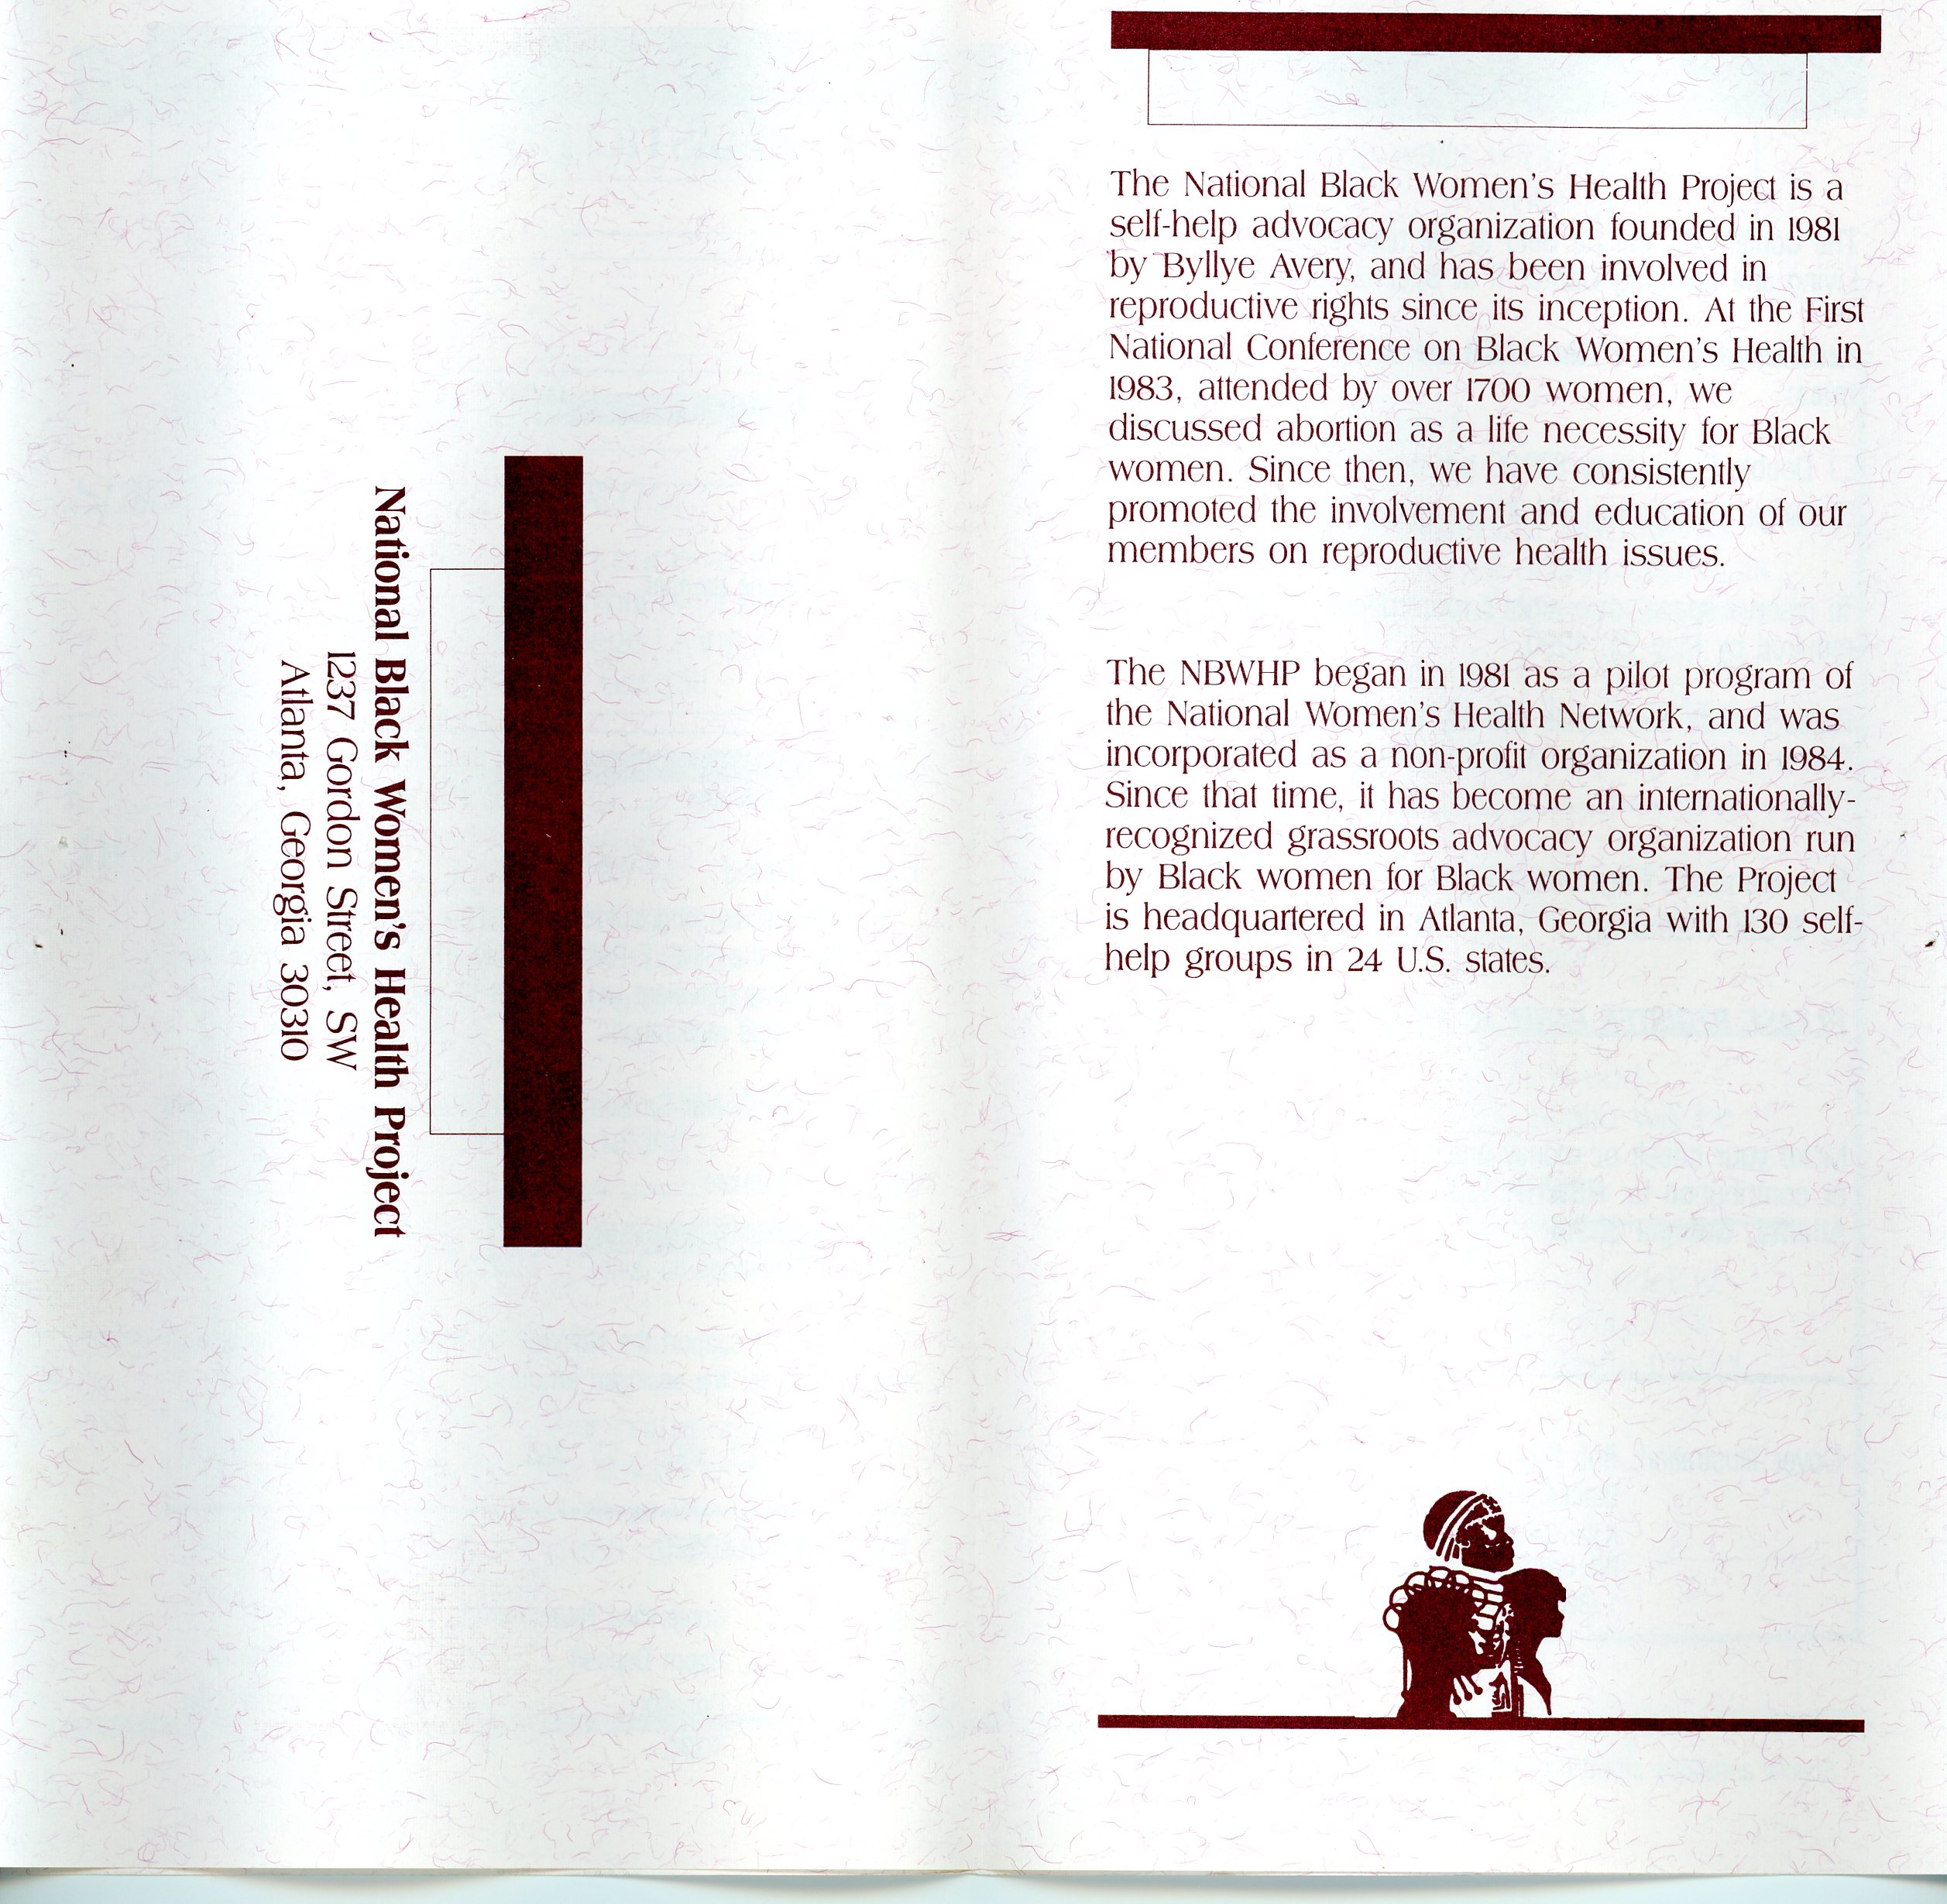 National Black Women's Health Project
1237 Gordon Street, SW
Atlanta, Georgia 30310
The National Black Women's Health Project is a
self-help advocacy organization founded in 1981
by Byllye Avery, and has been involved in
reproductive rights since its inception. At the First
National Conference on Black Women's Health in
1983, attended by over 1700 women, we
discussed abortion as a life necessity for Black
women. Since then, we have consistently
promoted the involvement and education of our
members on reproductive health issues.
The NBWHP began in 1981 as a pilot program of
the National Women's Health Network, and was
incorporated as a non-profit organization in 1984.
Since that time, it has become an internationally-
recognized grassroots advocacy organization run
by Black women for Black women. The Project
is headquartered in Atlanta, Georgia with 130 self-
help groups in 24 U.S. states.